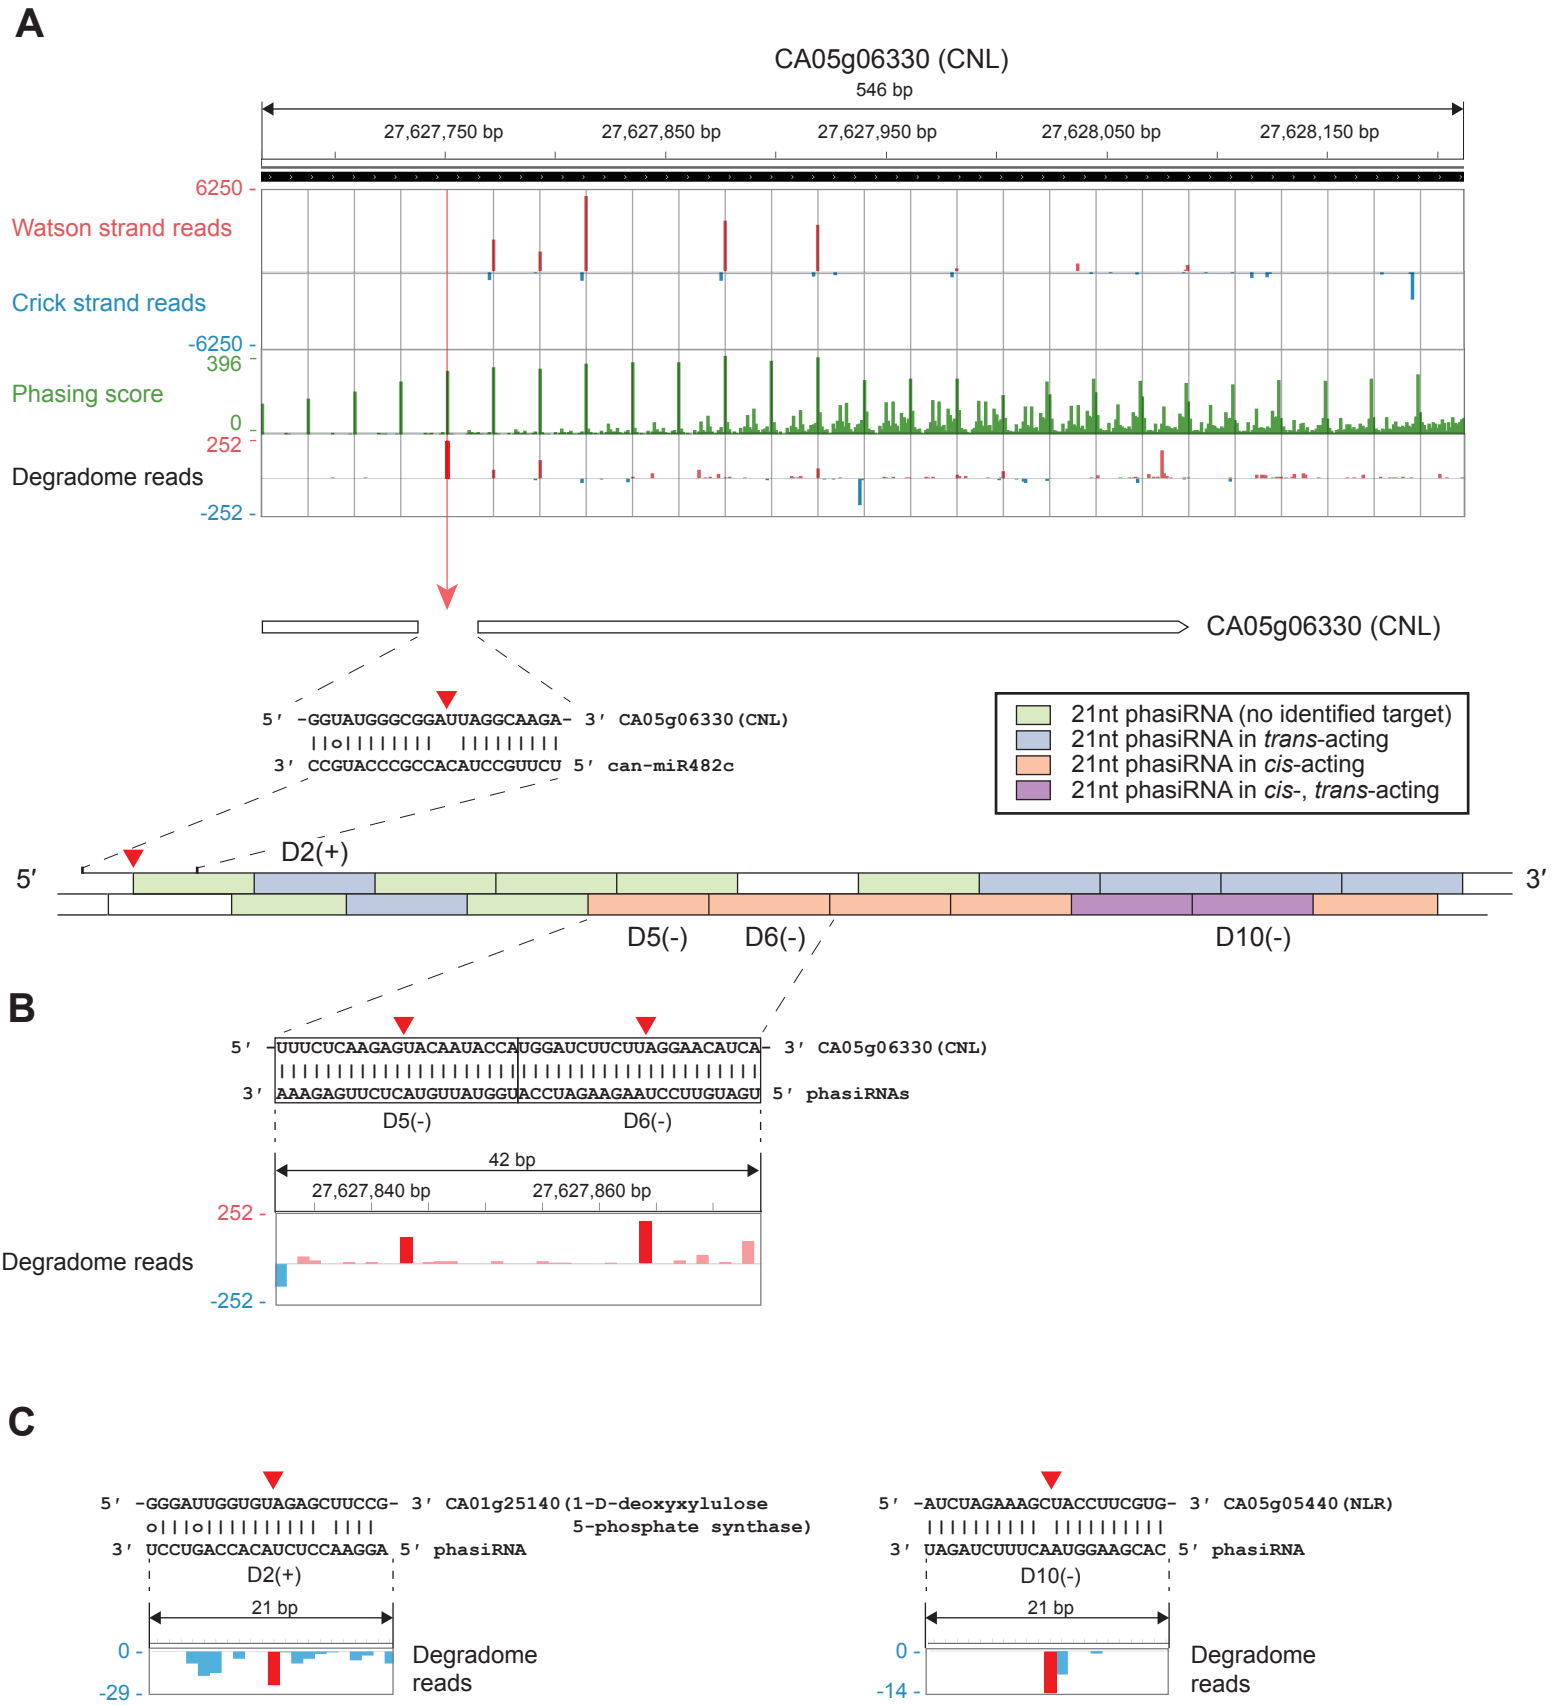 A
CA05g06330 (CNL)
546 bp
27,627,750 bp 27,627,850 bp 27,627,950 bp 27,628,050 bp 27,628,150 bp
6250 -
Watson strand reads
Crick strand reads
-6250 -
396 -
Phasing score
0 -
252 -
Degradome reads
-252 -
CA05g06330 (CNL)
5′ -GGUAUGGGCGGAUUAGGCAAGA- 3′ CA05g06330(CNL)
3′ CCGUACCCGCCACAUCCGUUCU 5′ can-miR482c
21nt phasiRNA (no identified target)
21nt phasiRNA in trans-acting
21nt phasiRNA in cis-acting
21nt phasiRNA in cis-, trans-acting
D2(+)
5′ 3′
D5(-) D6(-) D10(-)
B
5′ -UUUCUCAAGAGUACAAUACCAUGGAUCUUCUUAGGAACAUCA- 3′ CA05g06330(CNL)
3′ AAAGAGUUCUCAUGUUAUGGUACCUAGAAGAAUCCUUGUAGU 5′ phasiRNAs
D5(-) D6(-)
42 bp
27,627,840 bp 27,627,860 bp
252 -
Degradome reads
-252 -
C
5′ -GGGAUUGGUGUAGAGCUUCCG- 3′ CA01g25140(1-D-deoxyxylulose
5-phosphate synthase)
3′ UCCUGACCACAUCUCCAAGGA 5′ phasiRNA
D2(+)
21 bp
0 -
Degradome
reads
-29 -
5′ -AUCUAGAAAGCUACCUUCGUG- 3′ CA05g05440(NLR)
3′ UAGAUCUUUCAAUGGAAGCAC 5′ phasiRNA
D10(-)
21 bp
0 -
Degradome
reads
-14 -